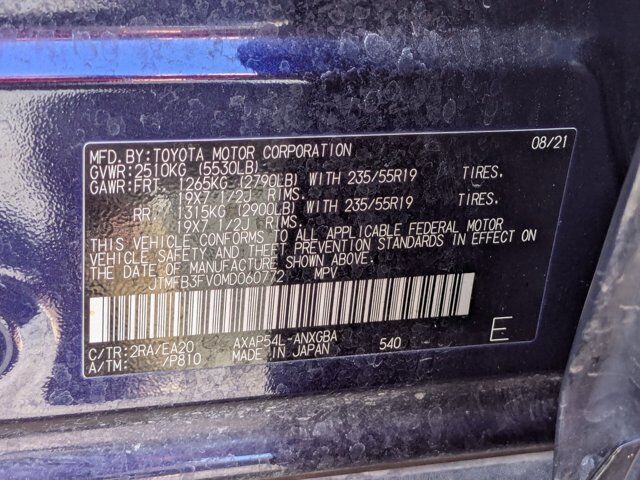 MFD.BY:TOYOTA MOTOR CORPORATION 08/21
GVWR:2510KG (5530LB)
GAWR:FRT. 1265KG (2790LB) WITH 235/55R19 TIRES.
19X7 1/2J RIMS.
RR. 1315KG (2900LB) WITH 235/55R19 TIRES.
19X7 1/2J RIMS.
THIS VEHICLE CONFORMS TO ALL APPLICABLE FEDERAL MOTOR
VEHICLE SAFETY AND THEFT PREVENTION STANDARDS IN EFFECT ON
THE DATE OF MANUFACTURE SHOWN ABOVE.
JTMFB3FV0MD060772 MPV
C/TR:2RA/EA20 AXAP54L-ANXGBA 540 E
A/TM: /P810 MADE IN JAPAN